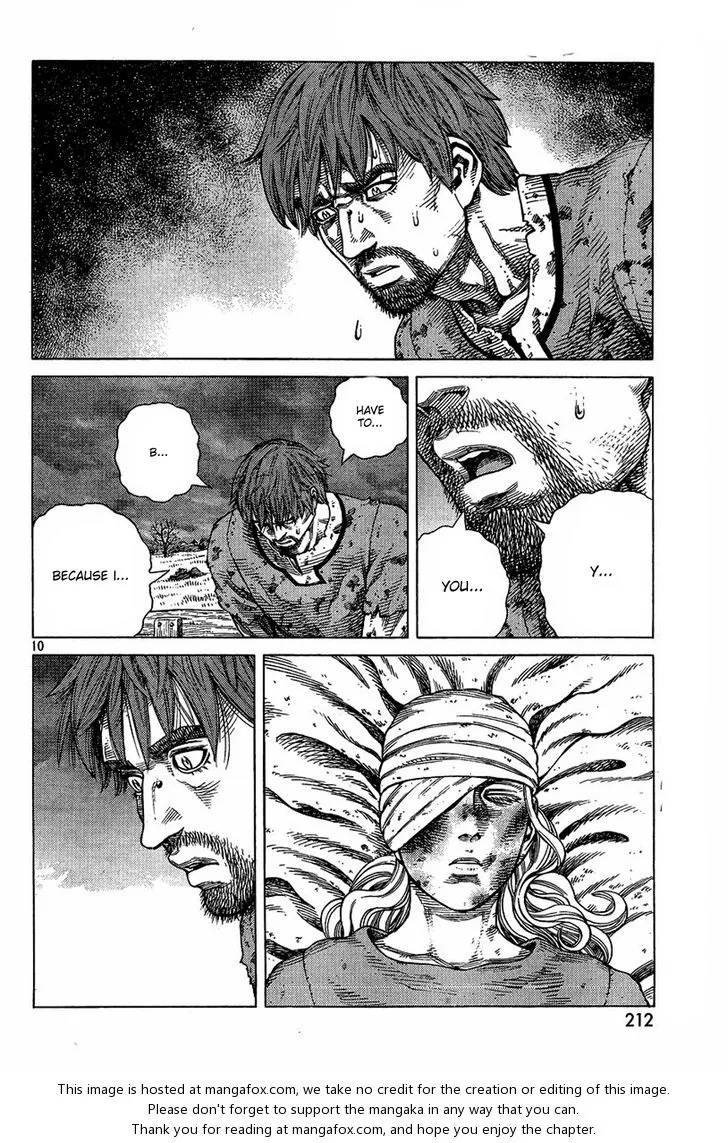 Y...
YOU...
HAVE
TO...
B...
BECAUSE I...
10
212
This image is hosted at mangafox.com, we take no credit for the creation or editing of this image.
Please don't forget to support the mangaka in any way that you can.
Thank you for reading at mangafox.com, and hope you enjoy the chapter.